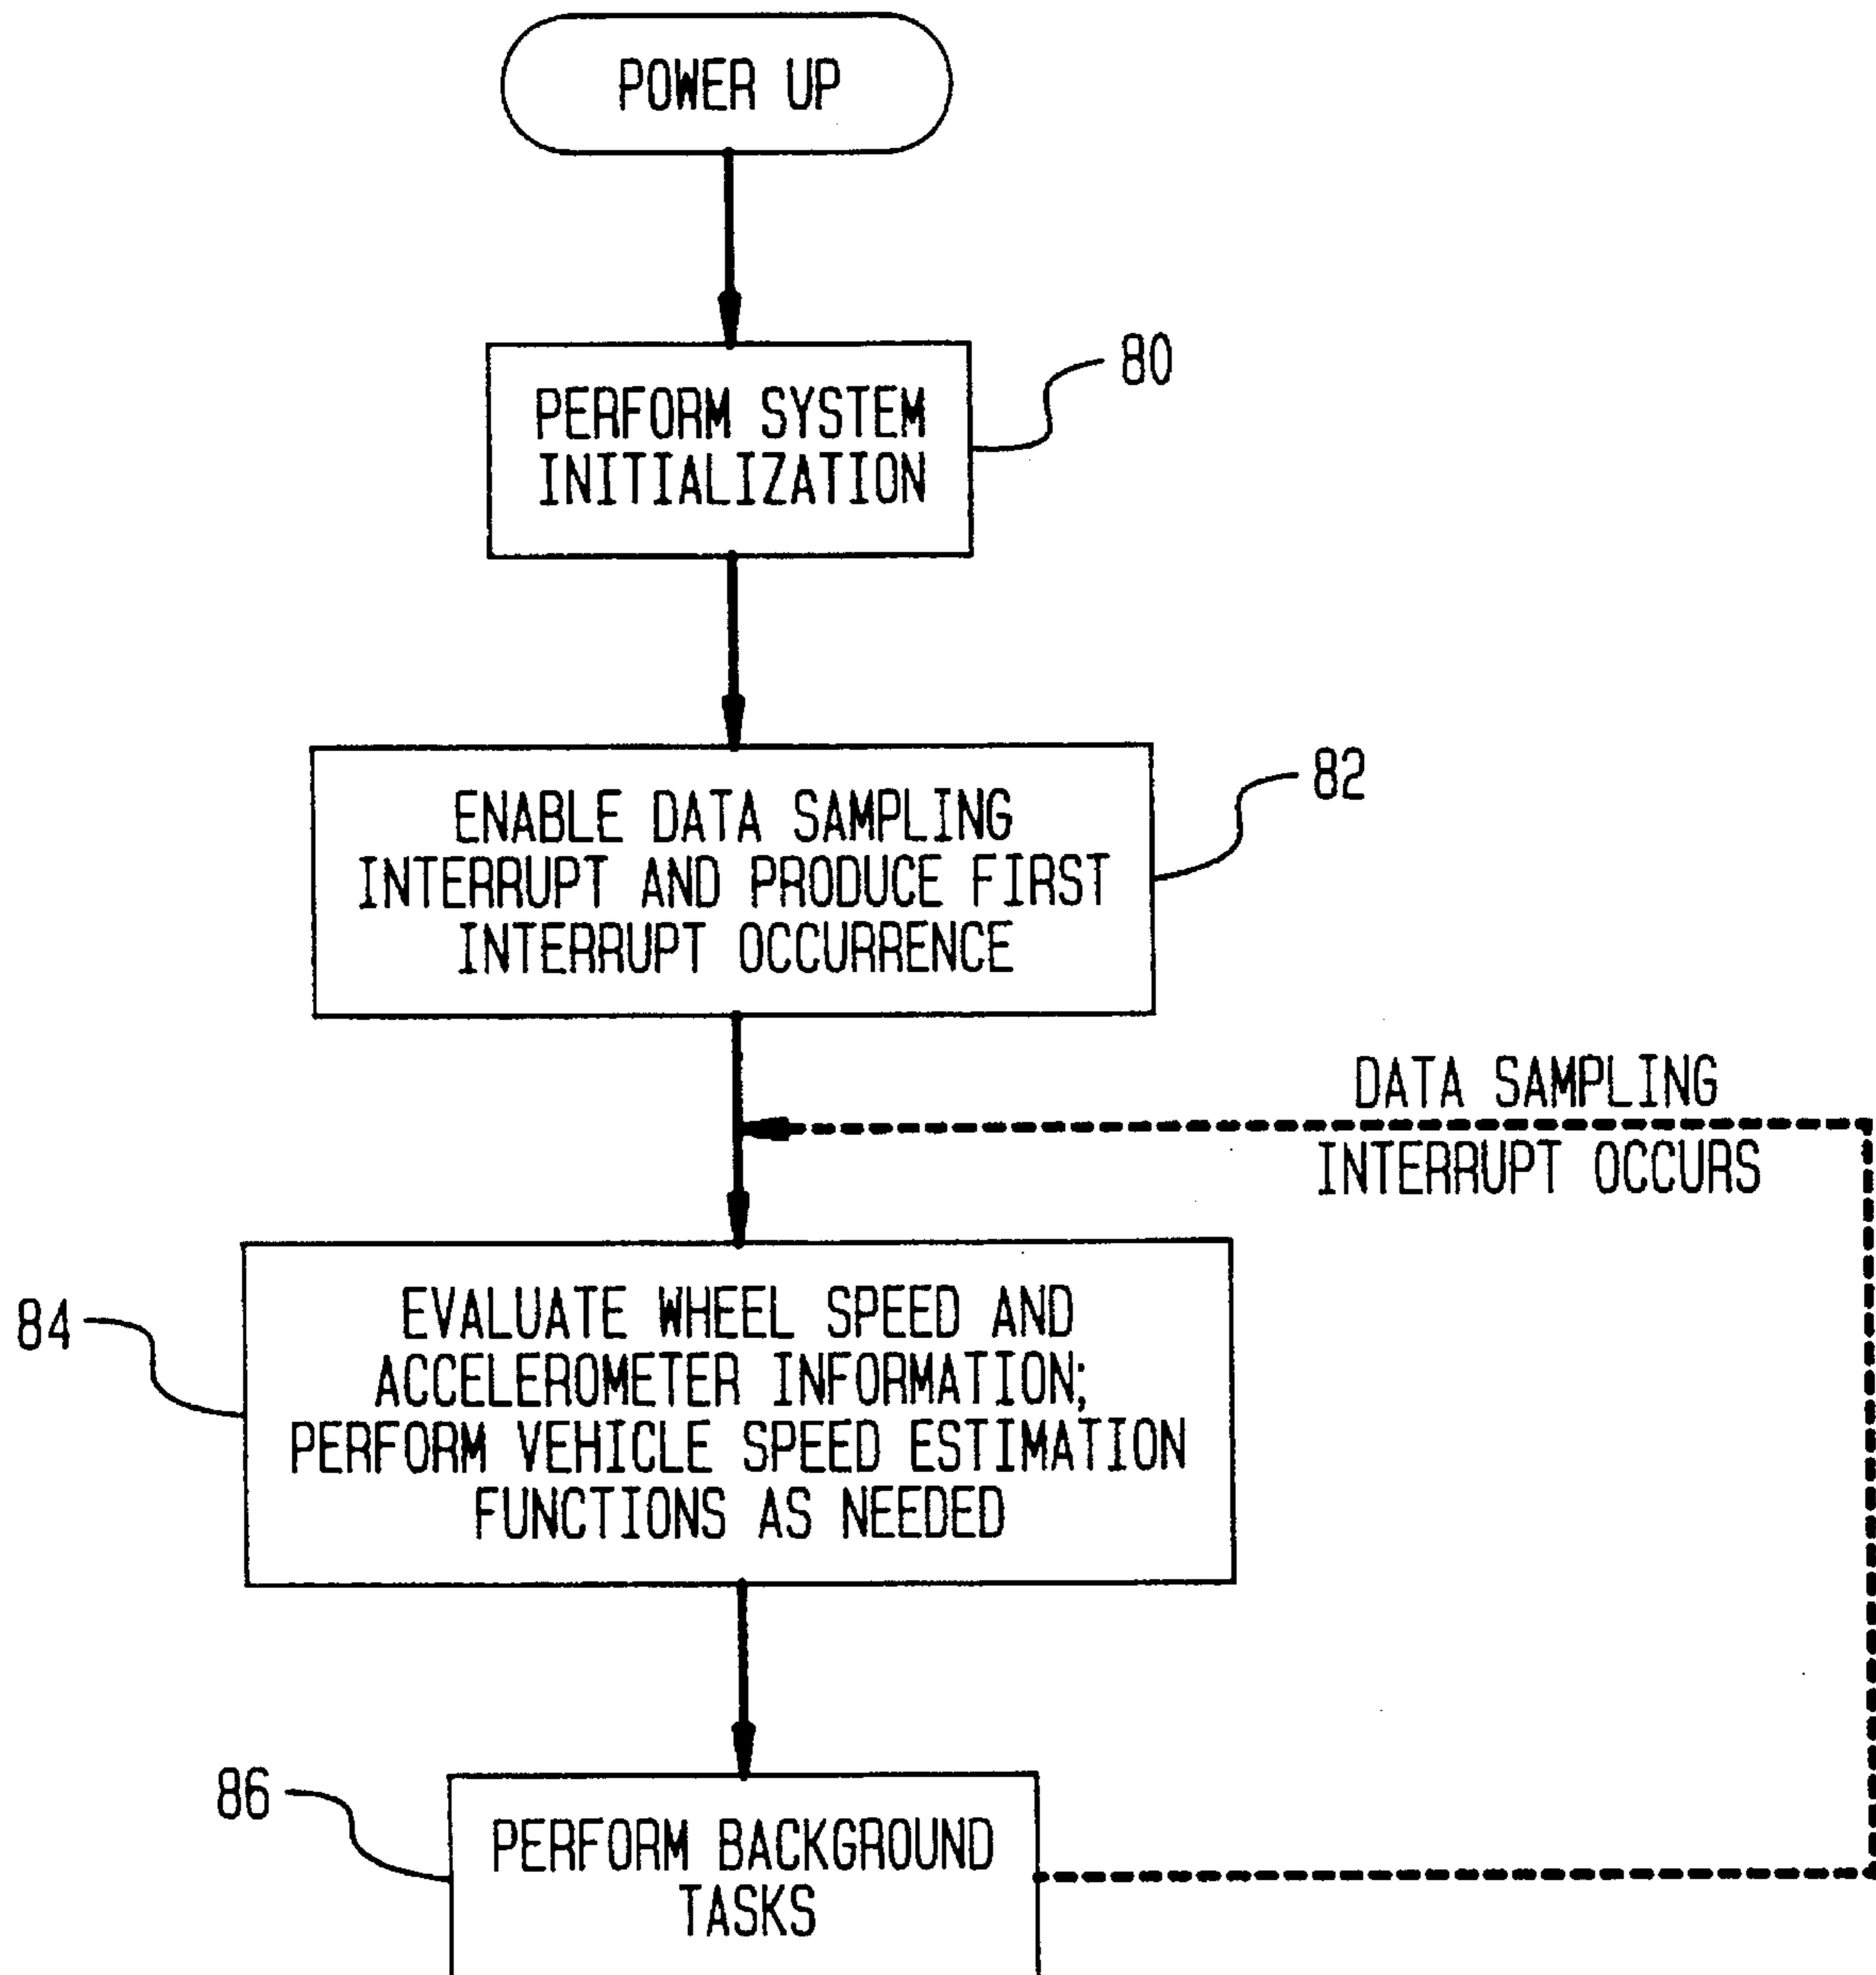 POWER UP
80
PERFORM SYSTEM
INITIALIZATION
82
ENABLE DATA SAMPLING
INTERRUPT AND PRODUCE FIRST
INTERRUPT OCCURRENCE
DATA SAMPLING
INTERRUPT OCCURS
84
EVALUATE WHEEL SPEED AND
ACCELEROMETER INFORMATION;
PERFORM VEHICLE SPEED ESTIMATION
FUNCTIONS AS NEEDED
86
PERFORM BACKGROUND
TASKS